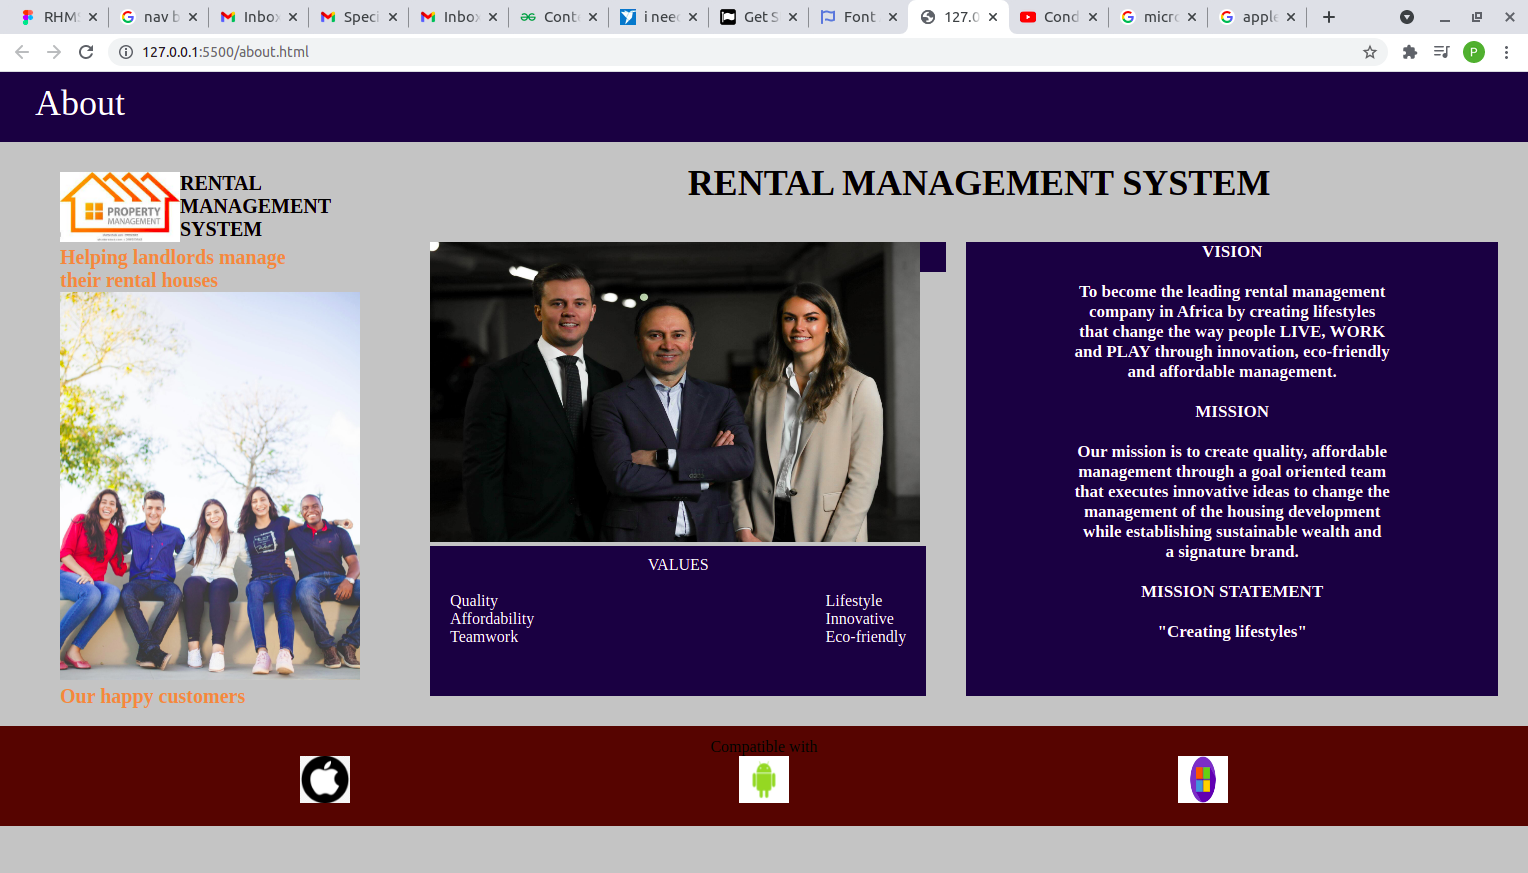 RHMS
nav b
Inbox
Spec
Inbox
Cont
i nee
Get S
Font
127.0
Cond
micro
apple
127.0.0.1:5500/about.html
P
About
PROPERTY
MANAGEMENT
RENTAL
MANAGEMENT
SYSTEM
Helping landlords manage
their rental houses
Our happy customers
RENTAL MANAGEMENT SYSTEM
VALUES
Quality
Affordability
Teamwork
Lifestyle
Innovative
Eco-friendly
VISION
To become the leading rental management
company in Africa by creating lifestyles
that change the way people LIVE, WORK
and PLAY through innovation, eco-friendly
and affordable management.
MISSION
Our mission is to create quality, affordable
management through a goal oriented team
that executes innovative ideas to change the
management of the housing development
while establishing sustainable wealth and
a signature brand.
MISSION STATEMENT
"Creating lifestyles"
Compatible with